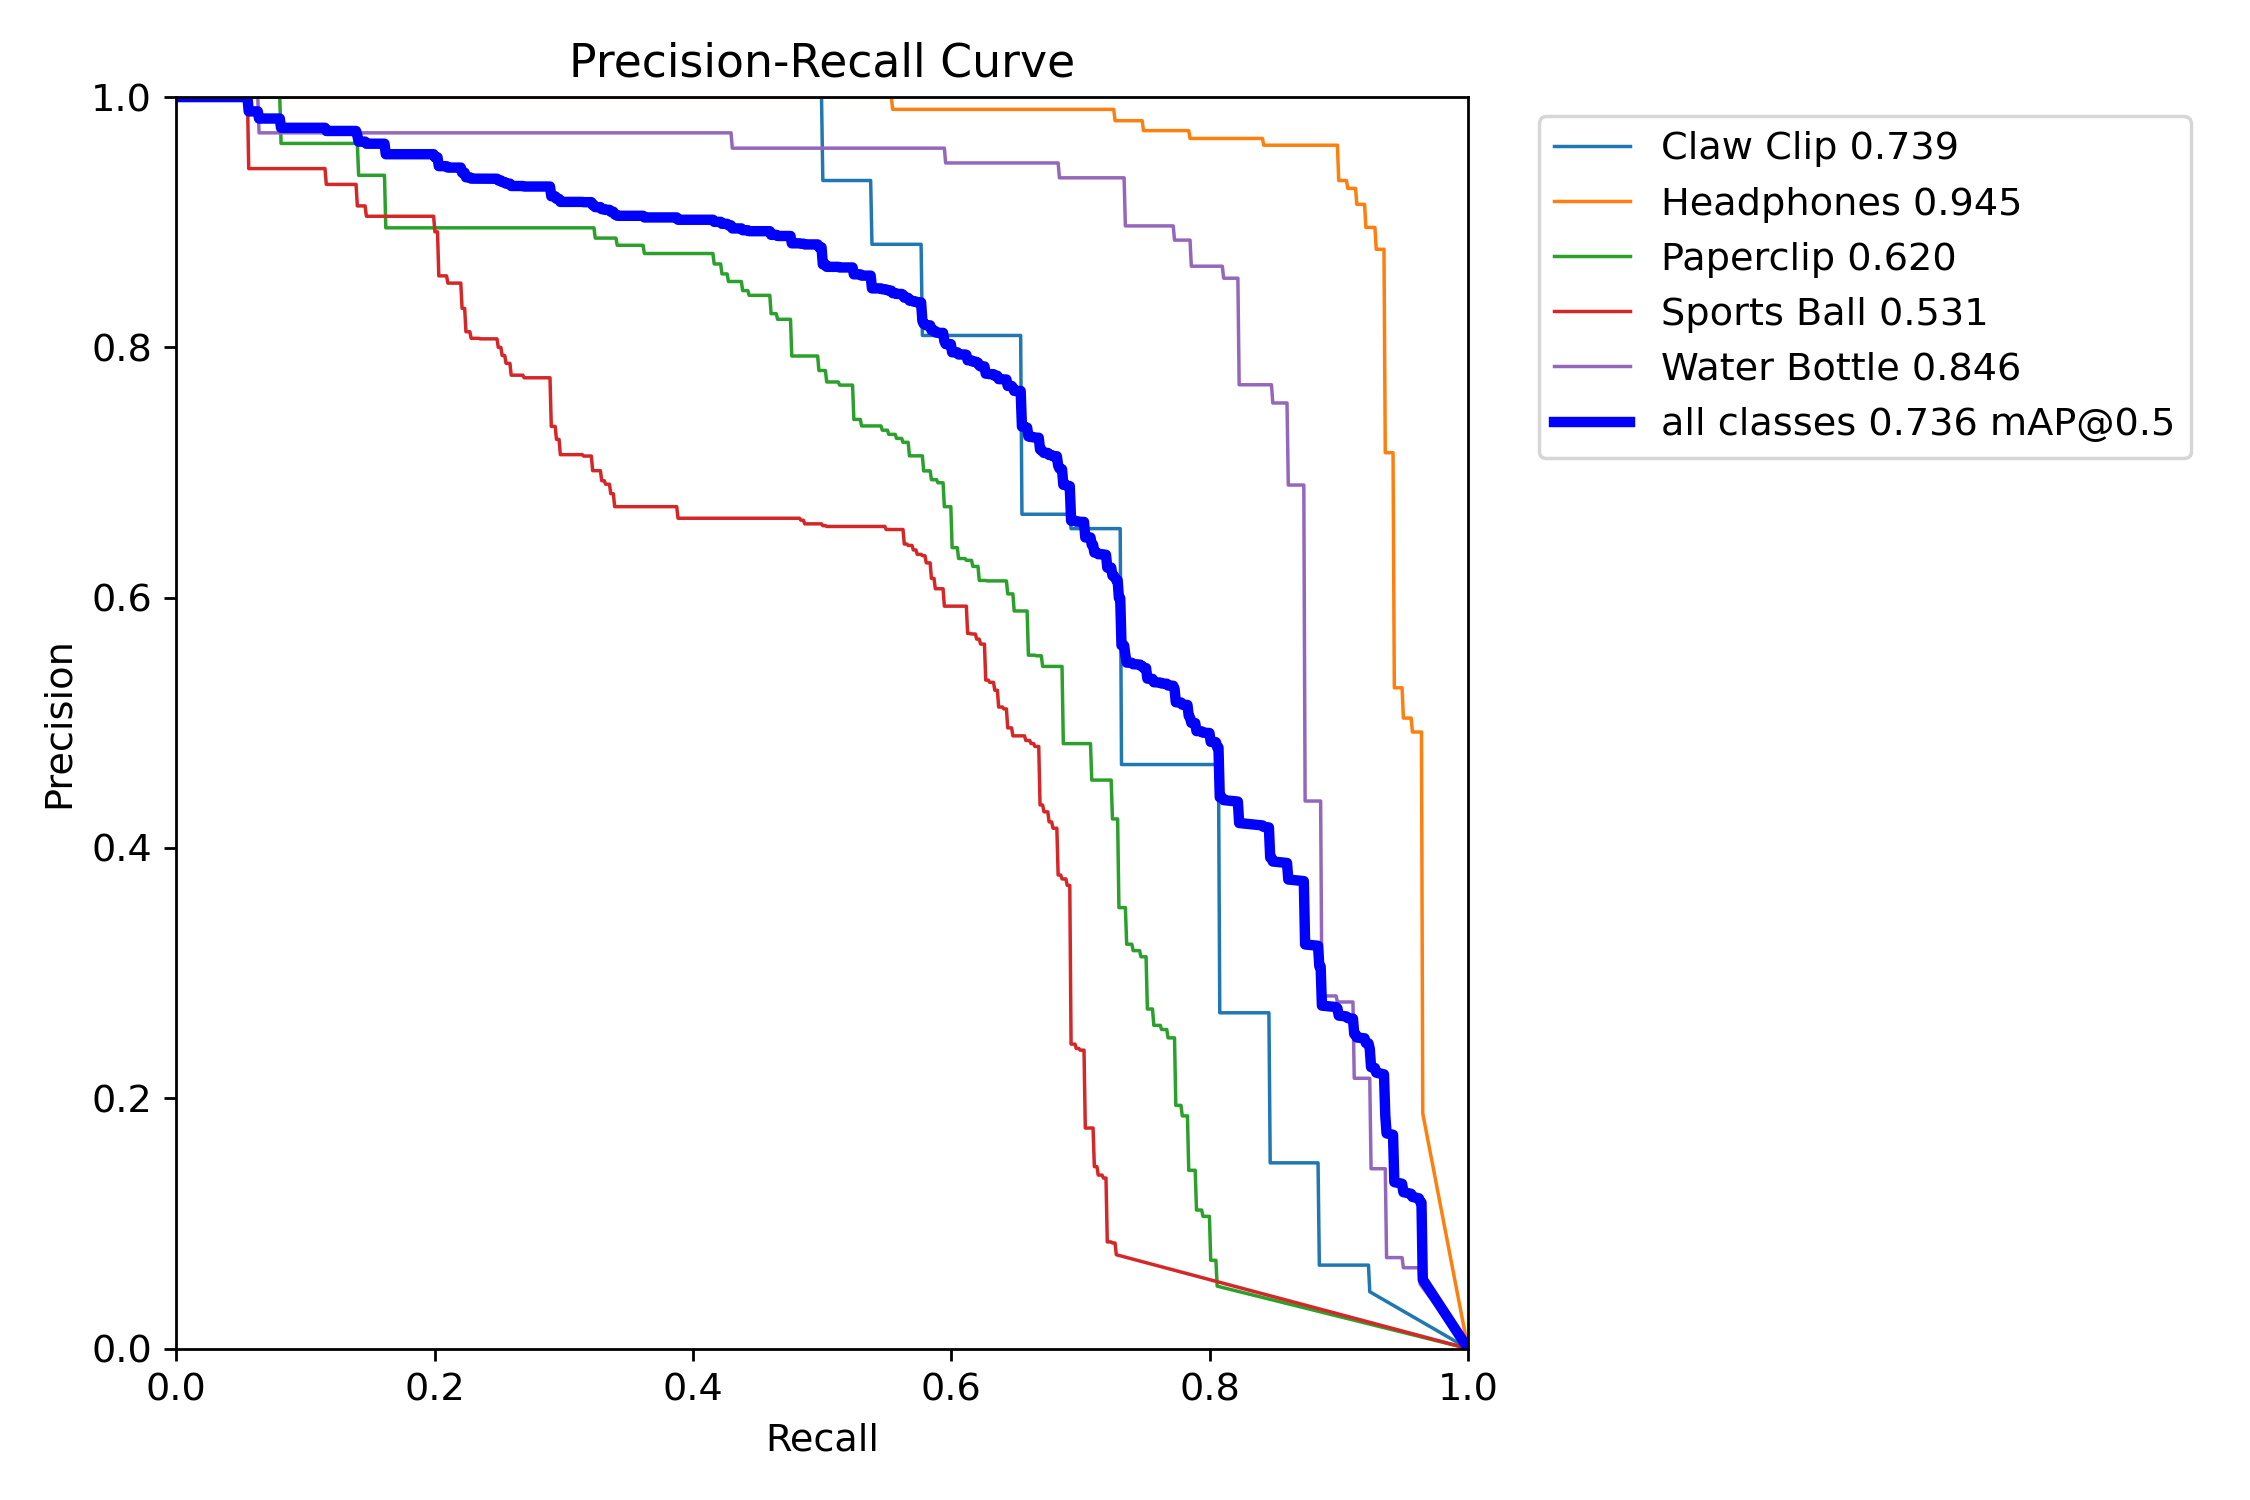 Precision-Recall Curve
1.0
0.8
0.6
0.4
0.2
0.0
Precision
0.0 0.2 0.4 0.6 0.8 1.0
Recall
Claw Clip 0.739
Headphones 0.945
Paperclip 0.620
Sports Ball 0.531
Water Bottle 0.846
all classes 0.736 mAP@0.5